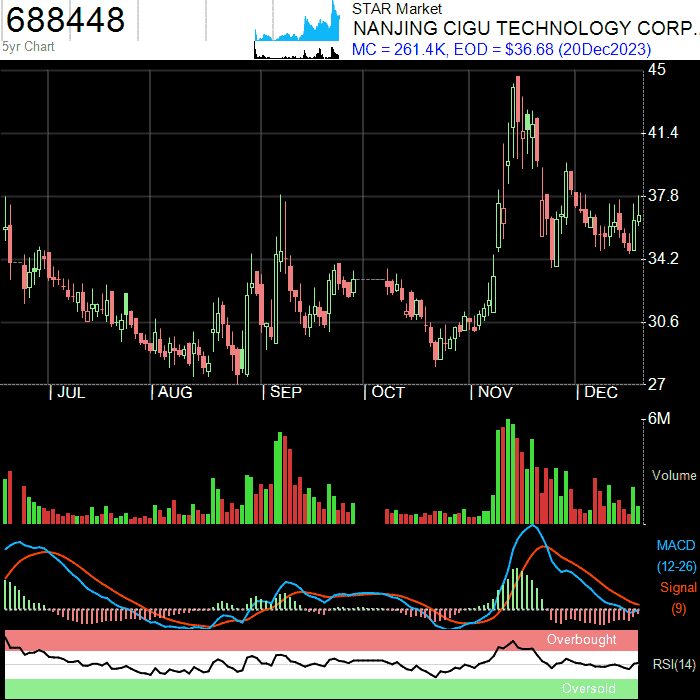 688448
5yr Chart
STAR Market
NANJING CIGU TECHNOLOGY CORP.
MC = 261.4K, EOD = $36.68 (20Dec2023)
45
41.4
37.8
34.2
30.6
27
JUL
AUG
SEP
OCT
NOV
DEC
6M
Volume
MACD
(12-26)
Signal
(9)
Overbought
RSI(14)
Oversold